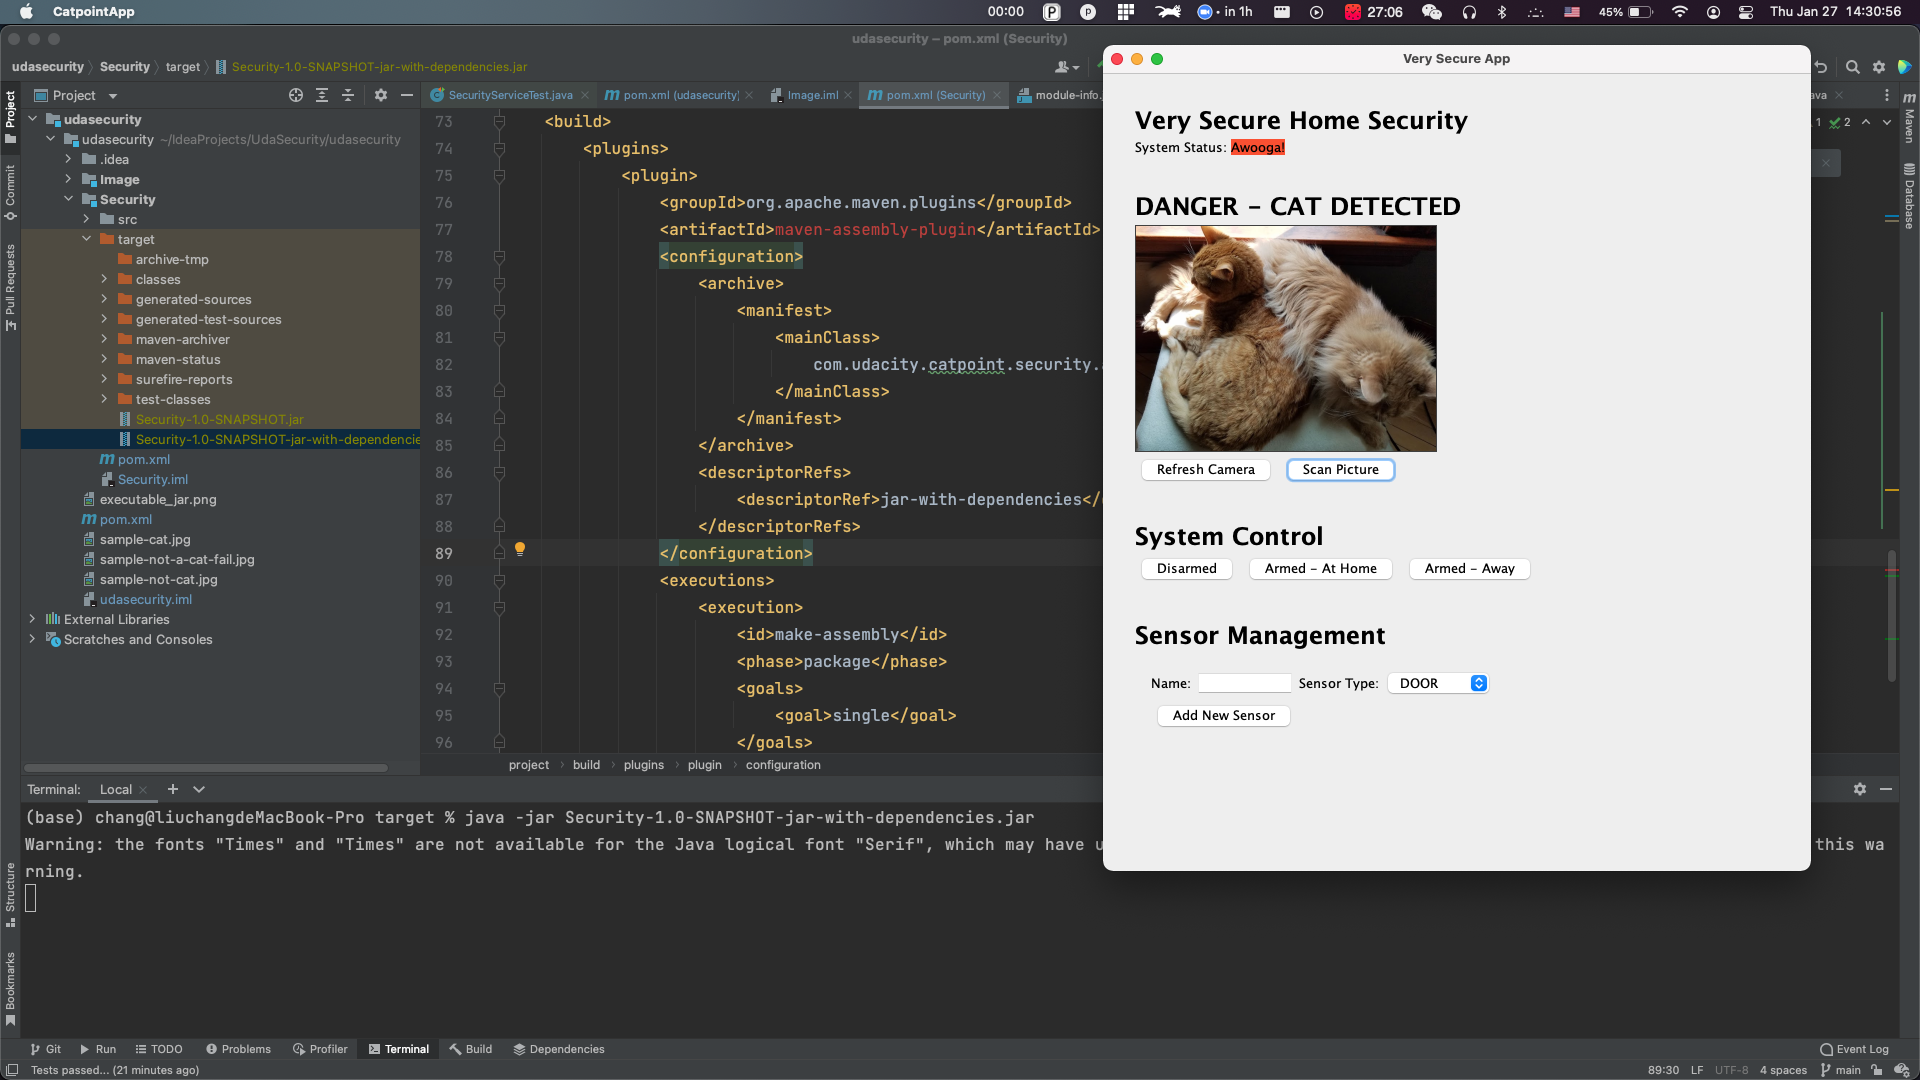 CatpointApp
00:00
in 1h
27:06
45%
Thu Jan 27 14:30:56
udasecurity – pom.xml (Security)
udasecurity Security target Security-1.0-SNAPSHOT-jar-with-dependencies.jar
Project
SecurityServiceTest.java
pom.xml (udasecurity)
Image.iml
pom.xml (Security)
module-info.
ava
1 2
Project
Commit
Pull Requests
Structure
Bookmarks
Maven
Database
udasecurity
udasecurity ~/IdeaProjects/UdaSecurity/udasecurity
.idea
Image
Security
src
target
archive-tmp
classes
generated-sources
generated-test-sources
maven-archiver
maven-status
surefire-reports
test-classes
Security-1.0-SNAPSHOT.jar
Security-1.0-SNAPSHOT-jar-with-dependencie
pom.xml
Security.iml
executable_jar.png
pom.xml
sample-cat.jpg
sample-not-a-cat-fail.jpg
sample-not-cat.jpg
udasecurity.iml
External Libraries
Scratches and Consoles
73 <build>
74 <plugins>
75 <plugin>
76 <groupId>org.apache.maven.plugins</groupId>
77 <artifactId>maven-assembly-plugin</artifactId>
78 <configuration>
79 <archive>
80 <manifest>
81 <mainClass>
82 com.udacity.catpoint.security.
83 </mainClass>
84 </manifest>
85 </archive>
86 <descriptorRefs>
87 <descriptorRef>jar-with-dependencies</
88 </descriptorRefs>
89 </configuration>
90 <executions>
91 <execution>
92 <id>make-assembly</id>
93 <phase>package</phase>
94 <goals>
95 <goal>single</goal>
96 </goals>
project build plugins plugin configuration
Very Secure App
Very Secure Home Security
System Status: Awooga!
DANGER – CAT DETECTED
Refresh Camera
Scan Picture
System Control
Disarmed
Armed – At Home
Armed – Away
Sensor Management
Name:
Sensor Type:
DOOR
Add New Sensor
Terminal: Local
(base) chang@liuchangdeMacBook-Pro target % java -jar Security-1.0-SNAPSHOT-jar-with-dependencies.jar
Warning: the fonts "Times" and "Times" are not available for the Java logical font "Serif", which may have u this wa
rning.
Git Run TODO Problems Profiler Terminal Build Dependencies
Event Log
Tests passed... (21 minutes ago)
89:30 LF UTF-8 4 spaces main